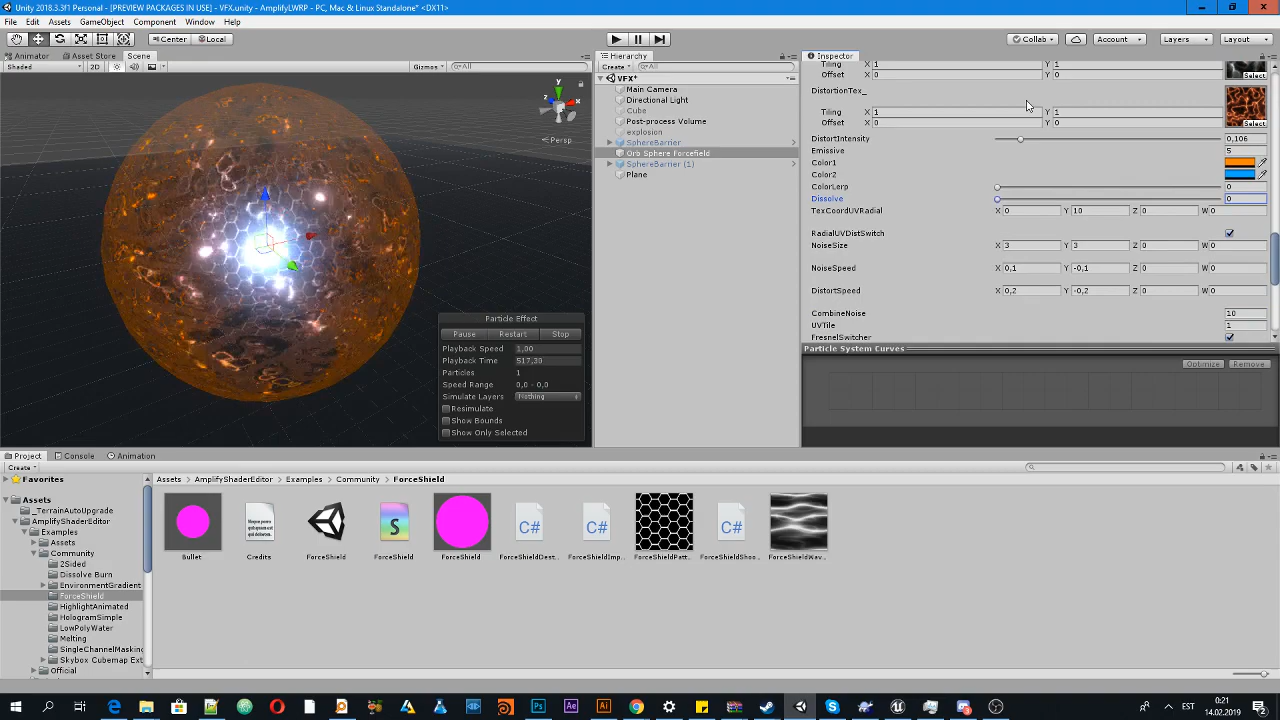 Unity 2018.3.3f1 Personal - [PREVIEW PACKAGES IN USE] - VFX.unity - AmplifyLWRP - PC, Mac & Linux Standalone* <DX11>
File Edit Assets GameObject Component Window Help
Center Local
Collab Account Layers Layout
Animator Asset Store Scene
Shaded 2D Gizmos All
y
x
Persp
Particle Effect
Pause Restart Stop
Playback Speed 1,00
Playback Time 517,30
Particles 1
Speed Range 0,0 - 0,0
Simulate Layers Nothing
Resimulate
Show Bounds
Show Only Selected
Hierarchy
Create All
VFX*
Main Camera
Directional Light
Cube
Post-process Volume
explosion
SphereBarrier
Orb Sphere Forcefield
SphereBarrier (1)
Plane
Inspector
Tiling X 1 Y 1
Offset X 0 Y 0 Select
DistortionTex_
Tiling X 1 Y 1
Offset X 0 Y 0 Select
DistortIntensity 0,106
Emissive 5
Color1
Color2
ColorLerp 0
Dissolve 0
TexCoordUVRadial X 0 Y 10 Z 0 W 0
RadialUVDistSwitch
NoiseSize X 3 Y 3 Z 0 W 0
NoiseSpeed X 0,1 Y -0,1 Z 0 W 0
DistortSpeed X 0,2 Y -0,2 Z 0 W 0
CombineNoise 10
UVTile 1
FresnelSwitcher
Particle System Curves
Optimize Remove
Project Console Animation
Create
Favorites
Assets
_TerrainAutoUpgrade
AmplifyShaderEditor
Examples
Assets
Community
2Sided
Dissolve Burn
EnvironmentGradient
ForceShield
HighlightAnimated
HologramSimple
LowPolyWater
Melting
SingleChannelMasking
Skybox Cubemap Ext
Official
Assets AmplifyShaderEditor Examples Community ForceShield
Bullet Credits ForceShield ForceShield ForceShield ForceShieldDest... ForceShieldImp... ForceShieldPatt... ForceShieldShoo... ForceShieldWav...
ESP 0:21
14.02.2019